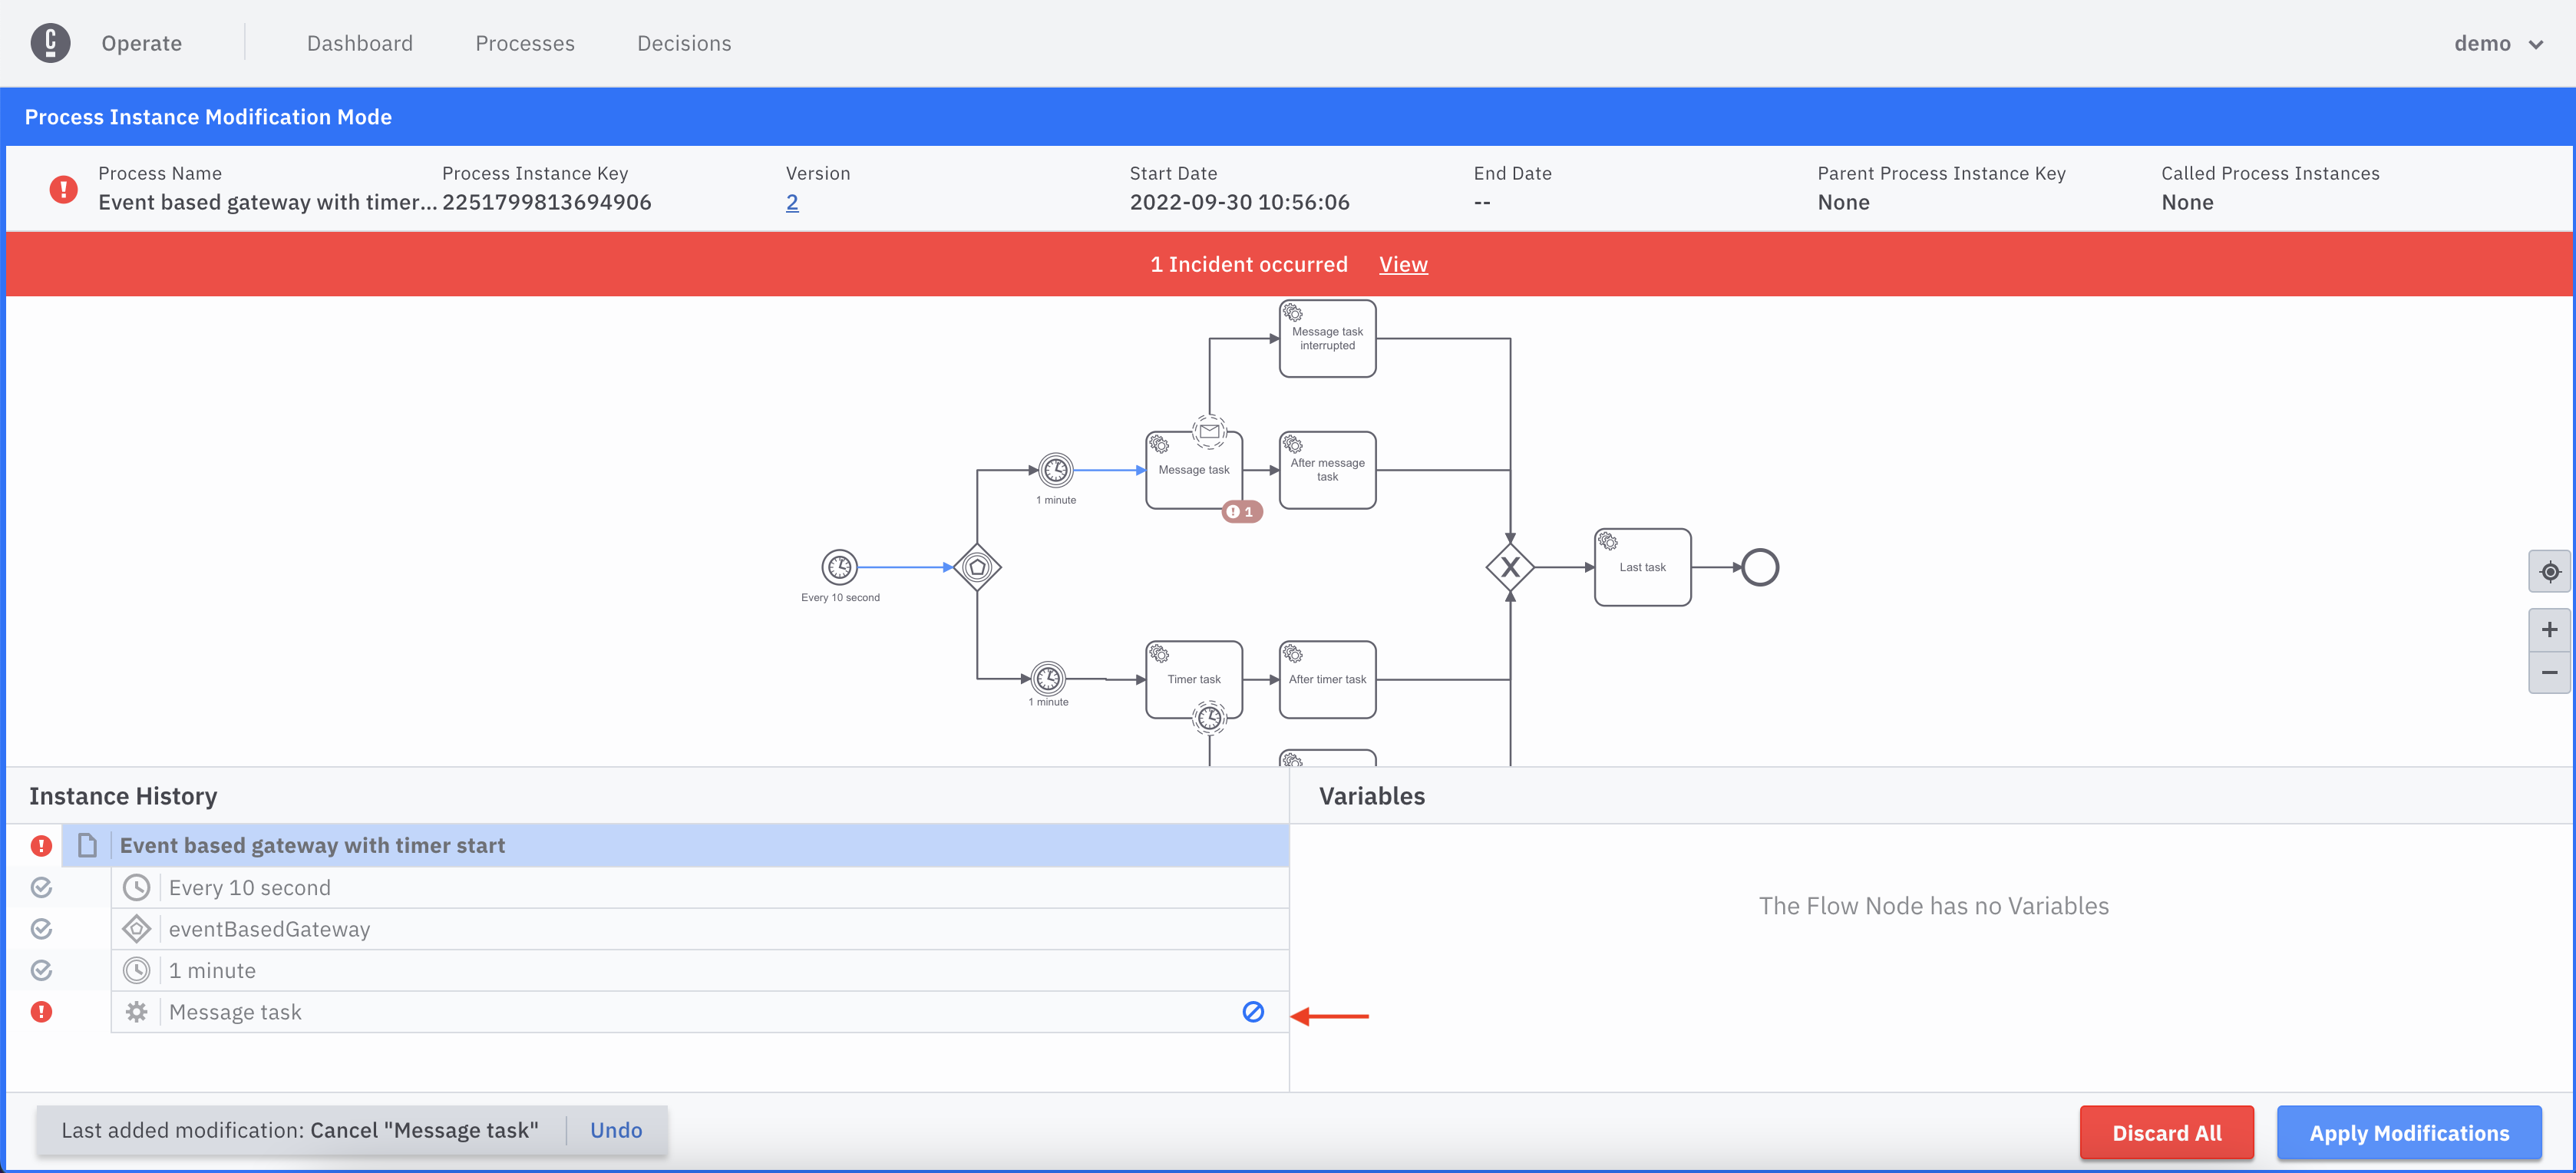 Operate Dashboard Processes Decisions demo
Process Instance Modification Mode
Process Name Process Instance Key Version Start Date End Date Parent Process Instance Key Called Process Instances
Event based gateway with timer... 2251799813694906 2 2022-09-30 10:56:06 -- None None
1 Incident occurred View
Message task
interrupted
Message task
After message
task
1 minute
1
Every 10 second
Last task
Timer task
After timer task
1 minute
Instance History
Variables
Event based gateway with timer start
Every 10 second
eventBasedGateway
1 minute
Message task
The Flow Node has no Variables
Last added modification: Cancel "Message task" Undo
Discard All
Apply Modifications